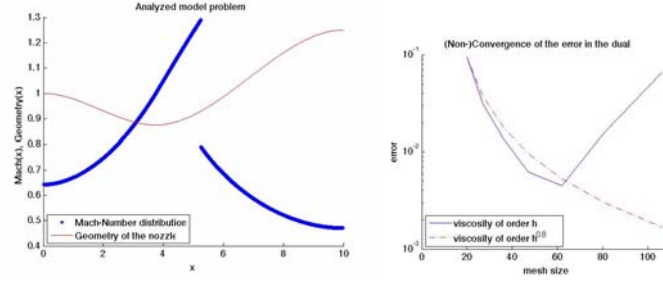 Analyzed model problem
1.3
1.2
1.1
1
0.9
0.8
0.7
0.6
0.5
0.4
Mach(x), Geometry(x)
Mach-Number distribution
Geometry of the nozzle
0
2
4
6
8
10
x
(Non-)Convergence of the error in the dual
10^-1
10^-2
10^-3
error
viscosity of order h
viscosity of order h^0.8
0
20
40
60
80
100
mesh size